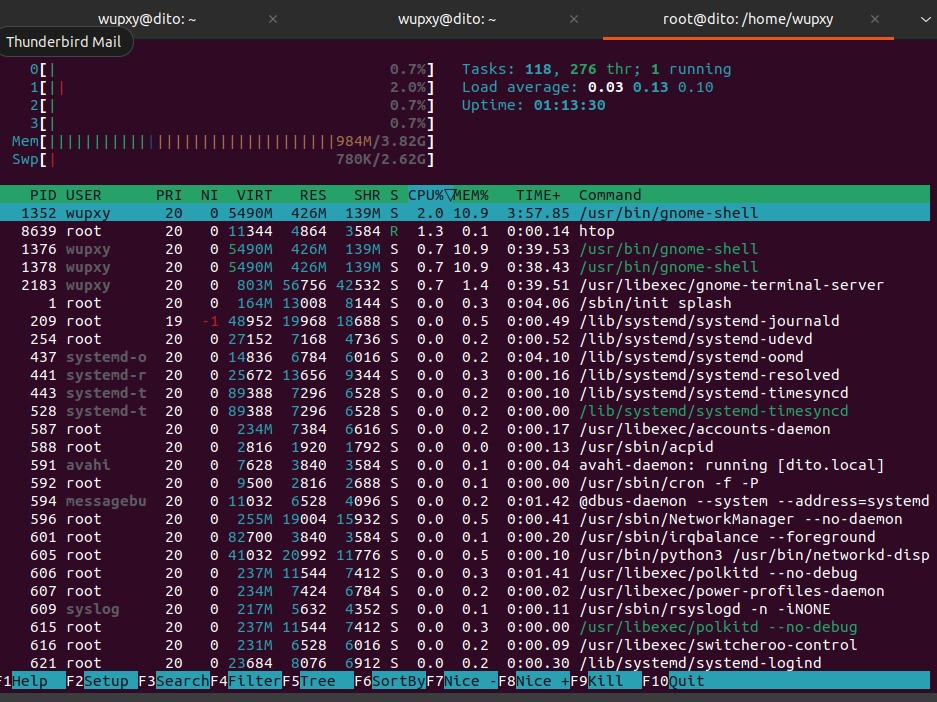 wupxy@dito: ~ × wupxy@dito: ~ × root@dito: /home/wupxy ×
Thunderbird Mail
0[| 0.7%] Tasks: 118, 276 thr; 1 running
1[|| 2.0%] Load average: 0.03 0.13 0.10
2[| 0.7%] Uptime: 01:13:30
3[| 0.7%]
Mem[||||||||||||||||||||||||||||||||984M/3.82G]
Swp[| 780K/2.62G]
PID USER PRI NI VIRT RES SHR S CPU%▽MEM% TIME+ Command
1352 wupxy 20 0 5490M 426M 139M S 2.0 10.9 3:57.85 /usr/bin/gnome-shell
8639 root 20 0 11344 4864 3584 R 1.3 0.1 0:00.14 htop
1376 wupxy 20 0 5490M 426M 139M S 0.7 10.9 0:39.53 /usr/bin/gnome-shell
1378 wupxy 20 0 5490M 426M 139M S 0.7 10.9 0:38.43 /usr/bin/gnome-shell
2183 wupxy 20 0 803M 56756 42532 S 0.7 1.4 0:39.51 /usr/libexec/gnome-terminal-server
1 root 20 0 164M 13008 8144 S 0.0 0.3 0:04.06 /sbin/init splash
209 root 19 -1 48952 19968 18688 S 0.0 0.5 0:00.49 /lib/systemd/systemd-journald
254 root 20 0 27152 7168 4736 S 0.0 0.2 0:00.52 /lib/systemd/systemd-udevd
437 systemd-o 20 0 14836 6784 6016 S 0.0 0.2 0:04.10 /lib/systemd/systemd-oomd
441 systemd-r 20 0 25672 13656 9344 S 0.0 0.3 0:00.16 /lib/systemd/systemd-resolved
443 systemd-t 20 0 89388 7296 6528 S 0.0 0.2 0:00.10 /lib/systemd/systemd-timesyncd
528 systemd-t 20 0 89388 7296 6528 S 0.0 0.2 0:00.00 /lib/systemd/systemd-timesyncd
587 root 20 0 234M 7384 6616 S 0.0 0.2 0:00.17 /usr/libexec/accounts-daemon
588 root 20 0 2816 1920 1792 S 0.0 0.0 0:00.13 /usr/sbin/acpid
591 avahi 20 0 7628 3840 3584 S 0.0 0.1 0:00.04 avahi-daemon: running [dito.local]
592 root 20 0 9500 2816 2688 S 0.0 0.1 0:00.00 /usr/sbin/cron -f -P
594 messagebu 20 0 11032 6528 4096 S 0.0 0.2 0:01.42 @dbus-daemon --system --address=systemd
596 root 20 0 255M 19004 15932 S 0.0 0.5 0:00.41 /usr/sbin/NetworkManager --no-daemon
601 root 20 0 82700 3840 3584 S 0.0 0.1 0:00.20 /usr/sbin/irqbalance --foreground
605 root 20 0 41032 20992 11776 S 0.0 0.5 0:00.10 /usr/bin/python3 /usr/bin/networkd-disp
606 root 20 0 237M 11544 7412 S 0.0 0.3 0:01.41 /usr/libexec/polkitd --no-debug
607 root 20 0 234M 7424 6784 S 0.0 0.2 0:00.02 /usr/libexec/power-profiles-daemon
609 syslog 20 0 217M 5632 4352 S 0.0 0.1 0:00.11 /usr/sbin/rsyslogd -n -iNONE
615 root 20 0 237M 11544 7412 S 0.0 0.3 0:00.00 /usr/libexec/polkitd --no-debug
616 root 20 0 231M 6528 6016 S 0.0 0.2 0:00.09 /usr/libexec/switcheroo-control
621 root 20 0 23684 8076 6912 S 0.0 0.2 0:00.30 /lib/systemd/systemd-logind
F1Help F2Setup F3SearchF4FilterF5Tree F6SortByF7Nice -F8Nice +F9Kill F10Quit